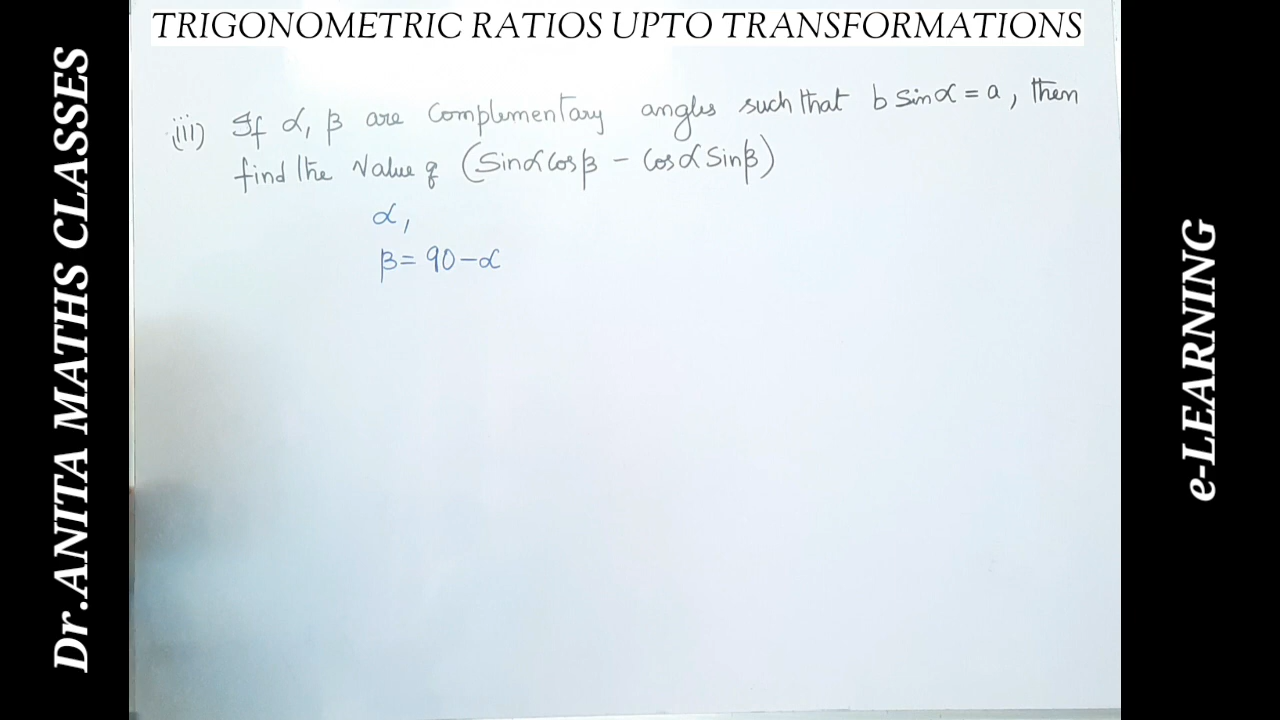 TRIGONOMETRIC RATIOS UPTO TRANSFORMATIONS
Dr.ANITA MATHS CLASSES
(iii) If α, β are complementary angles such that b Sinα = a, then
find the value of (Sinα Cosβ - Cosα Sinβ)
α,
β = 90-α
e-LEARNING